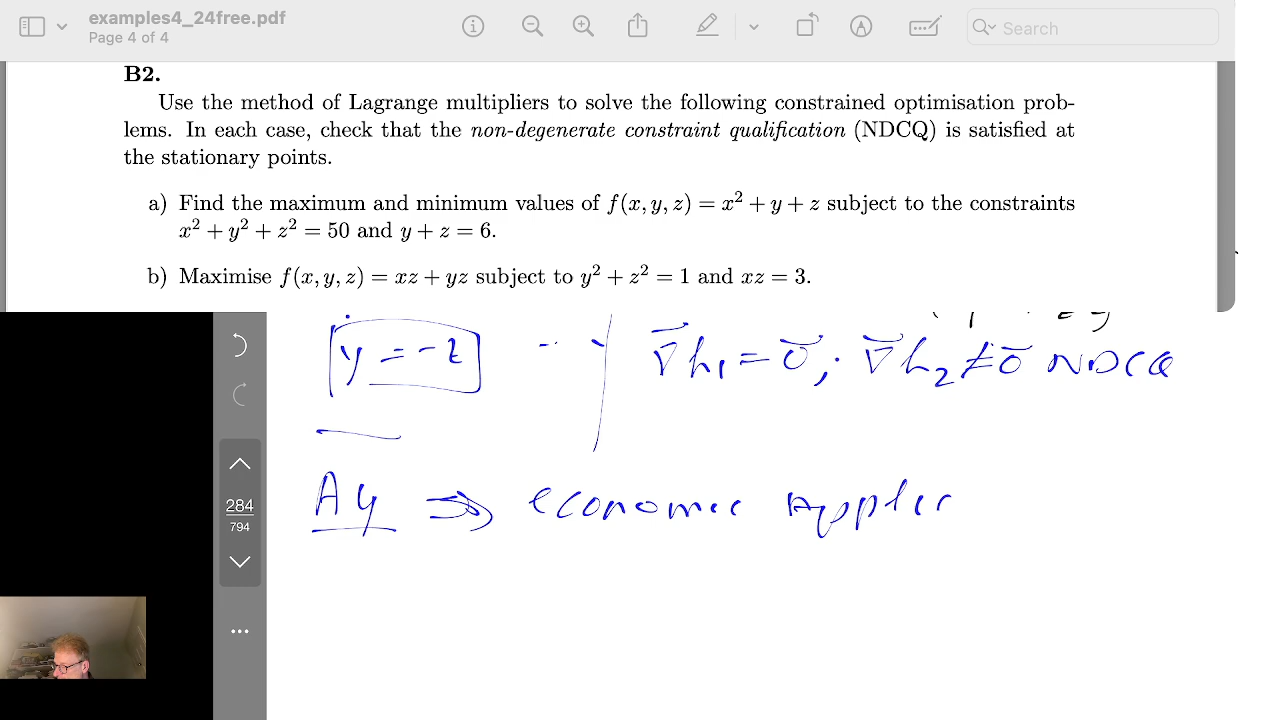 examples4_24free.pdf
Page 4 of 4
Search
B2.
Use the method of Lagrange multipliers to solve the following constrained optimisation prob-
lems. In each case, check that the non-degenerate constraint qualification (NDCQ) is satisfied at
the stationary points.
a) Find the maximum and minimum values of f(x, y, z) = x² + y + z subject to the constraints
x² + y² + z² = 50 and y + z = 6.
b) Maximise f(x, y, z) = xz + yz subject to y² + z² = 1 and xz = 3.
y = -z
∇h₁ = 0; ∇h₂ ≠ 0 NDCQ
A4 ⇒ economic
284
794